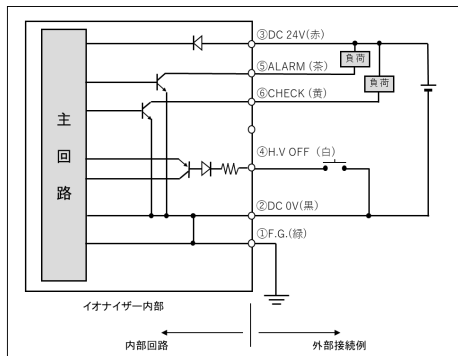 ③DC 24V(赤)
負荷
⑤ALARM (茶)
負荷
⑥CHECK (黄)
主回路
④H.V OFF (白)
②DC 0V(黒)
①F.G.(緑)
イオナイザー内部
内部回路
外部接続例